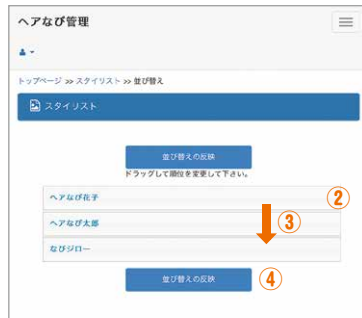 ヘアなび管理
トップページ >> スタイリスト >> 並び替え
スタイリスト
並び替えの反映
ドラッグして順位を変更して下さい。
ヘアなび花子
②
ヘアなび太郎
③
なびジロー
並び替えの反映
④